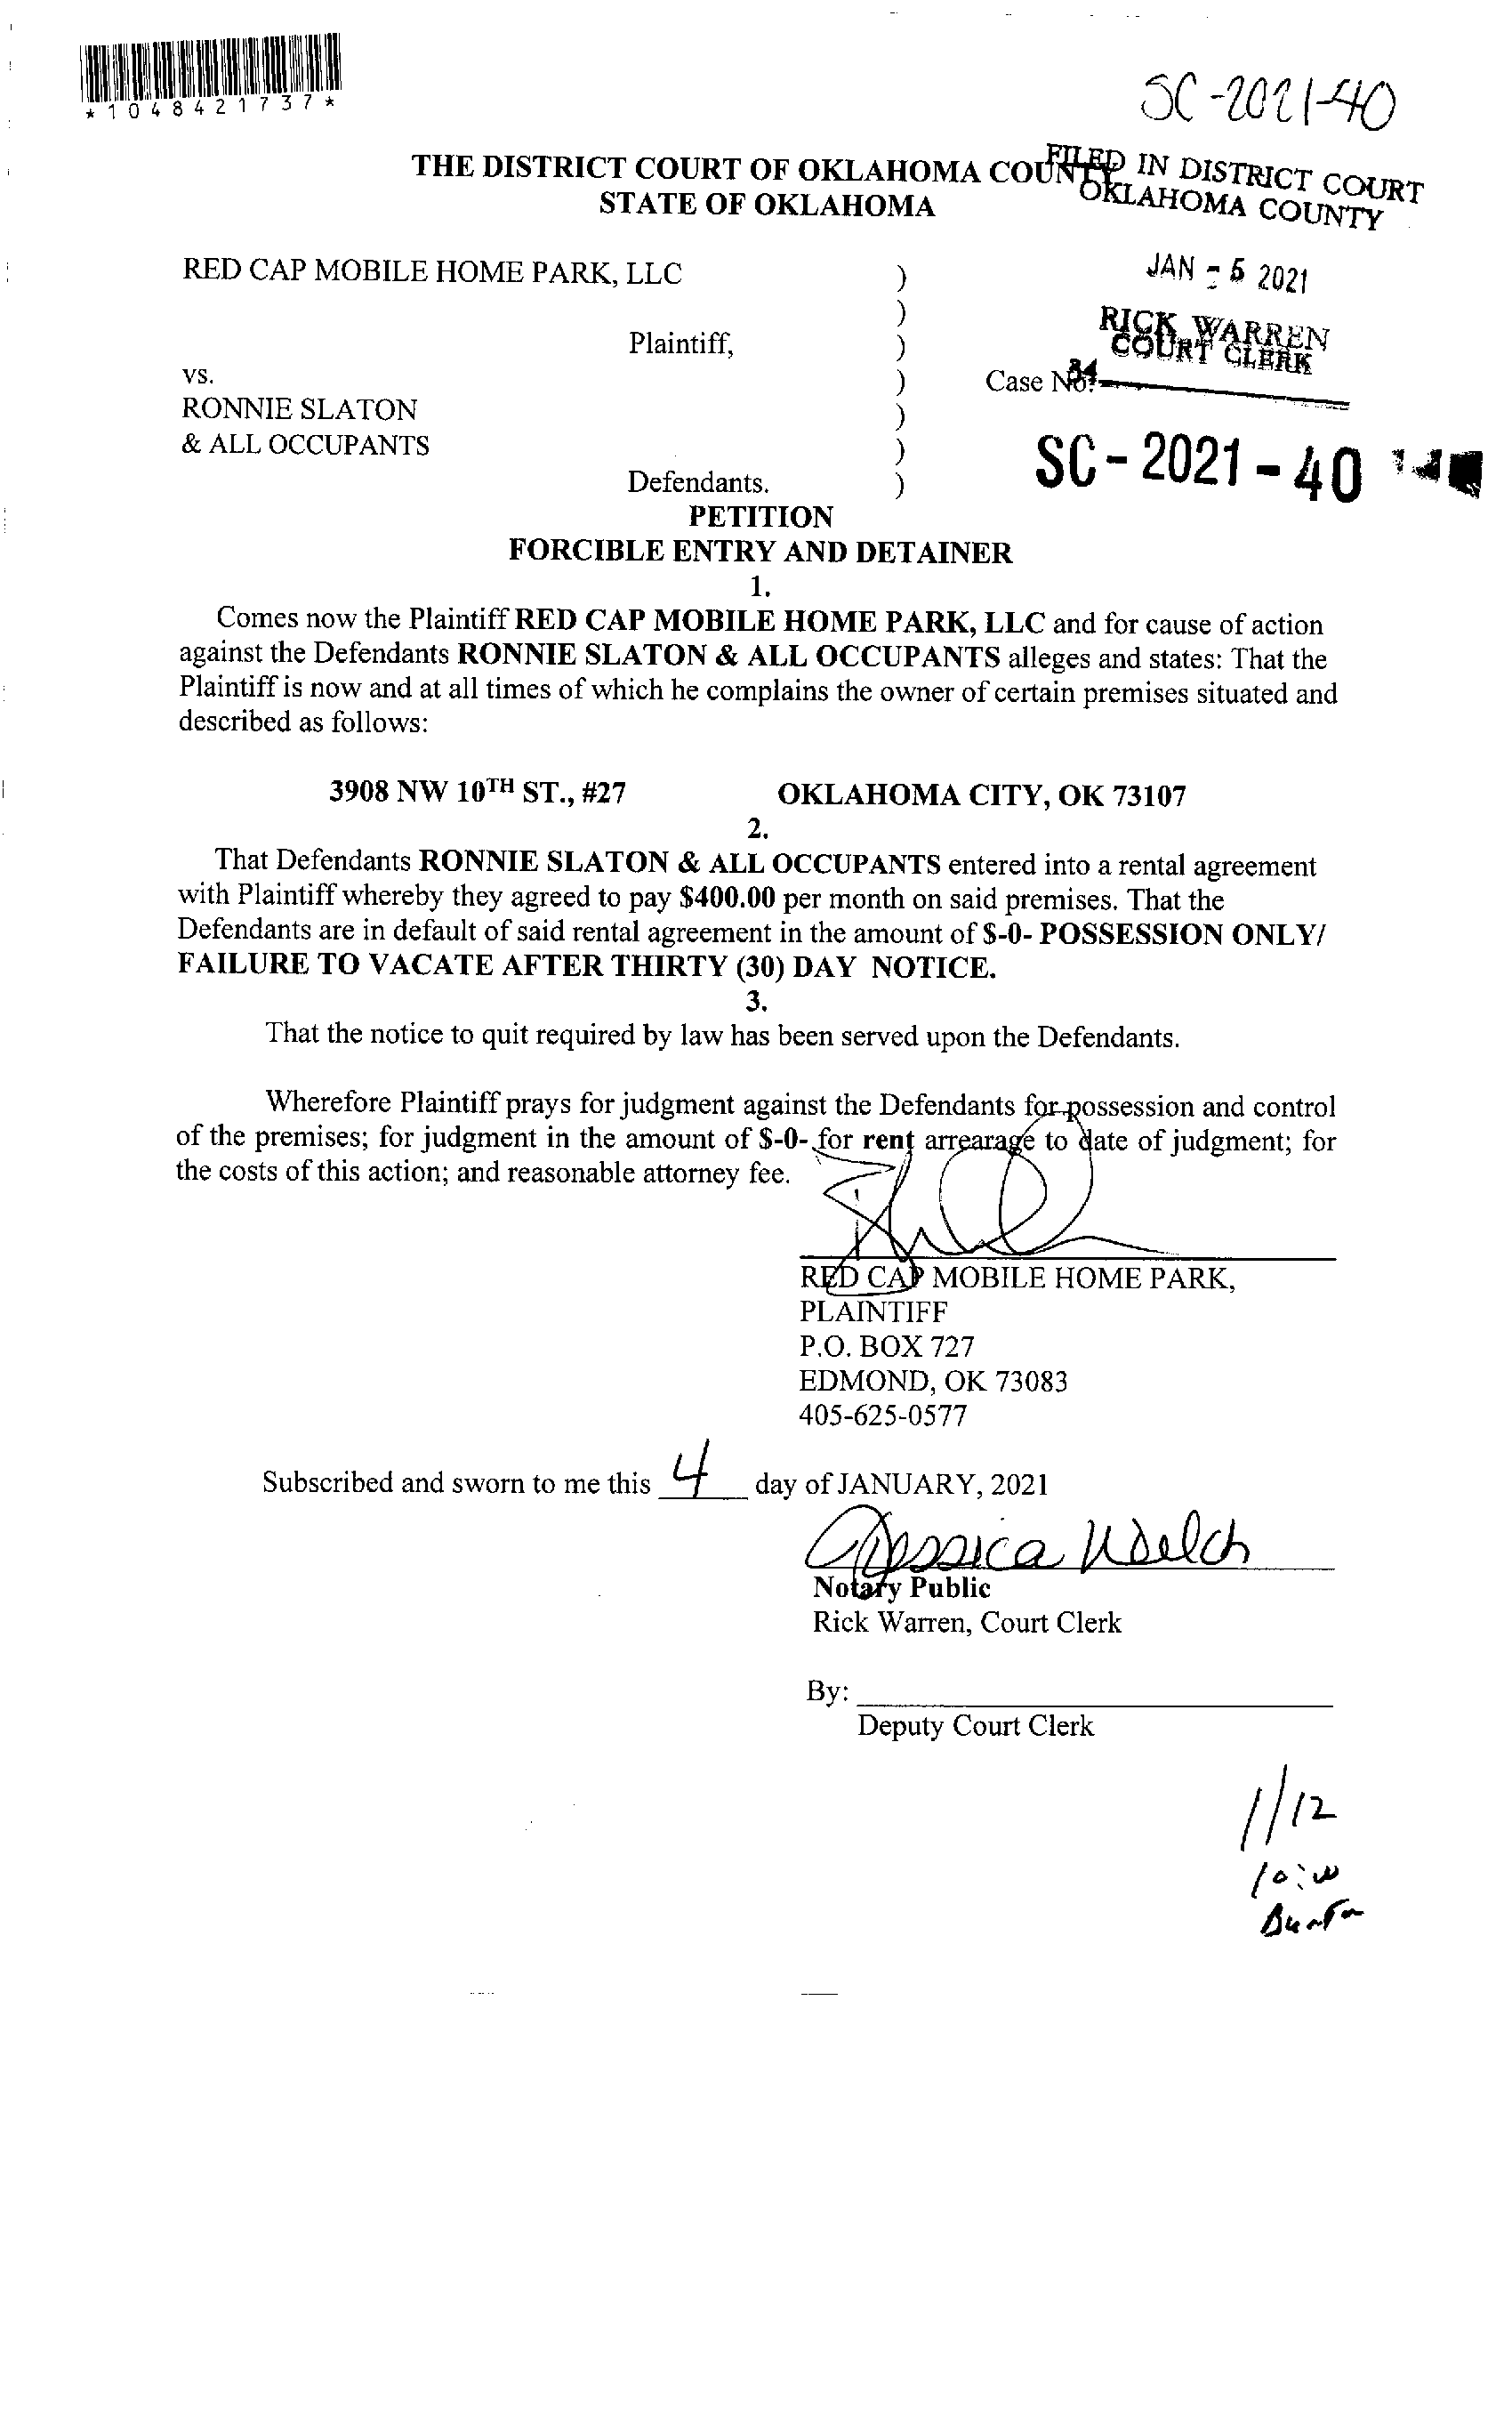 *1048421737*
SC-2021-40
THE DISTRICT COURT OF OKLAHOMA COUNTY
STATE OF OKLAHOMA
FILED IN DISTRICT COURT
OKLAHOMA COUNTY
JAN - 5 2021
RICK WARREN
COURT CLERK
RED CAP MOBILE HOME PARK, LLC )
)
Plaintiff, )
vs. ) Case No.
34
RONNIE SLATON )
& ALL OCCUPANTS )
SC - 2021 - 40
Defendants. )
PETITION
FORCIBLE ENTRY AND DETAINER
1.
Comes now the Plaintiff RED CAP MOBILE HOME PARK, LLC and for cause of action
against the Defendants RONNIE SLATON & ALL OCCUPANTS alleges and states: That the
Plaintiff is now and at all times of which he complains the owner of certain premises situated and
described as follows:
3908 NW 10TH ST., #27 OKLAHOMA CITY, OK 73107
2.
That Defendants RONNIE SLATON & ALL OCCUPANTS entered into a rental agreement
with Plaintiff whereby they agreed to pay $400.00 per month on said premises. That the
Defendants are in default of said rental agreement in the amount of $-0- POSSESSION ONLY/
FAILURE TO VACATE AFTER THIRTY (30) DAY NOTICE.
3.
That the notice to quit required by law has been served upon the Defendants.
Wherefore Plaintiff prays for judgment against the Defendants for possession and control
of the premises; for judgment in the amount of $-0- for rent arrearage to date of judgment; for
the costs of this action; and reasonable attorney fee.
RED CAP MOBILE HOME PARK,
PLAINTIFF
P.O. BOX 727
EDMOND, OK 73083
405-625-0577
Subscribed and sworn to me this 4 day of JANUARY, 2021
Jessica Welch
Notary Public
Rick Warren, Court Clerk
By:
Deputy Court Clerk
1/12
10:00